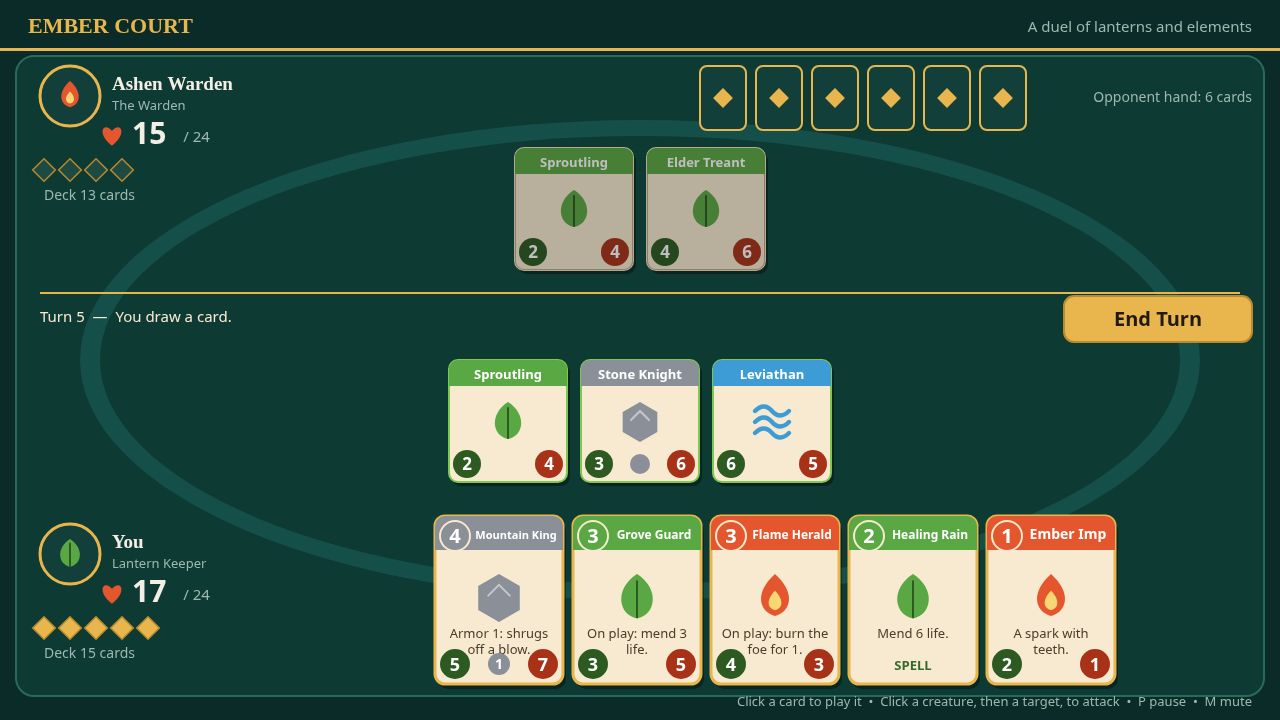 EMBER COURT
A duel of lanterns and elements
Ashen Warden
The Warden
15 / 24
Deck 13 cards
Opponent hand: 6 cards
Sproutling
2 4
Elder Treant
4 6
Turn 5 — You draw a card.
End Turn
Sproutling
2 4
Stone Knight
3 6
Leviathan
6 5
You
Lantern Keeper
17 / 24
Deck 15 cards
4 Mountain King
Armor 1: shrugs
off a blow.
5 1 7
3 Grove Guard
On play: mend 3
life.
3 5
3 Flame Herald
On play: burn the
foe for 1.
4 3
2 Healing Rain
Mend 6 life.
SPELL
1 Ember Imp
A spark with
teeth.
2 1
Click a card to play it • Click a creature, then a target, to attack • P pause • M mute